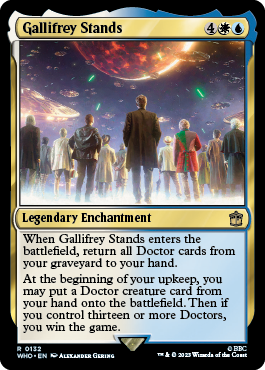 Gallifrey Stands 4
Legendary Enchantment
When Gallifrey Stands enters the
battlefield, return all Doctor cards from
your graveyard to your hand.
At the beginning of your upkeep, you
may put a Doctor creature card from
your hand onto the battlefield. Then if
you control thirteen or more Doctors,
you win the game.
R 0132 © BBC
WHO • EN Alexander Gering ™ & © 2023 Wizards of the Coast